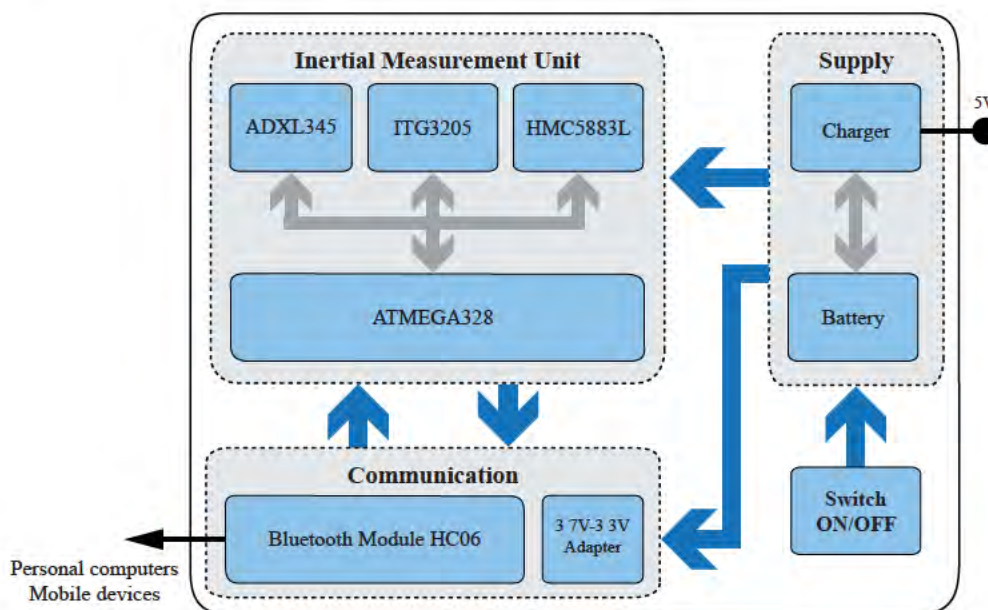 Inertial Measurement Unit
ADXL345
ITG3205
HMC5883L
ATMEGA328
Supply
Charger
5V
Battery
Switch
ON/OFF
Communication
Bluetooth Module HC06
3 7V-3 3V
Adapter
Personal computers
Mobile devices